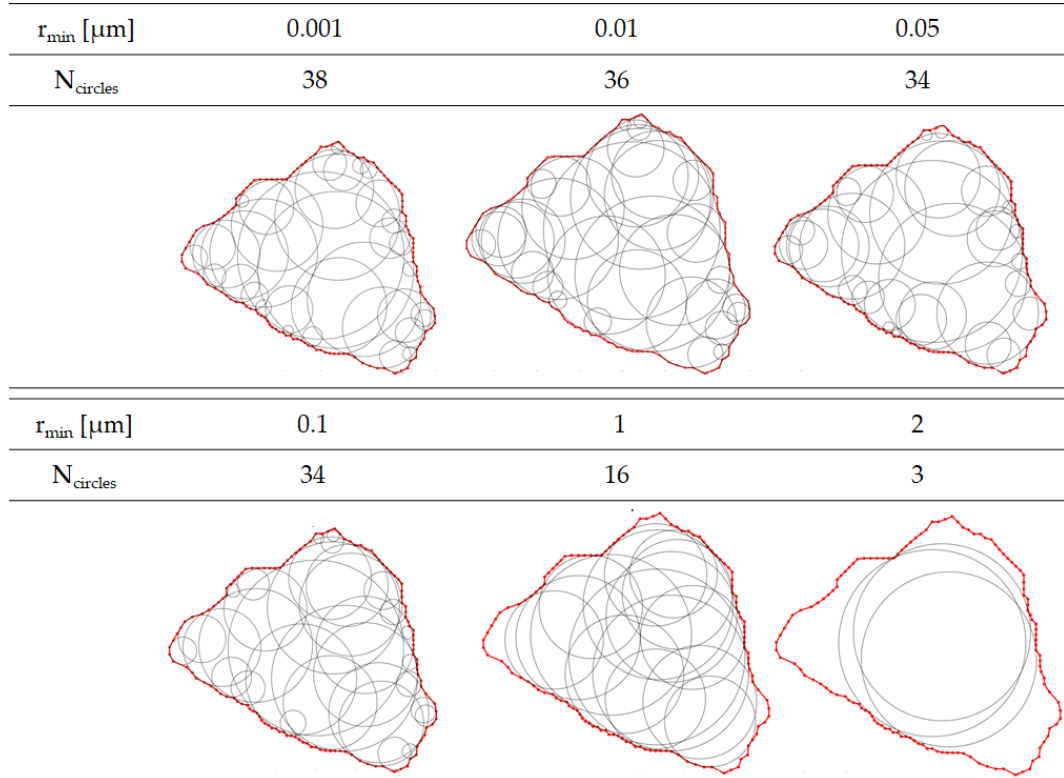 r_min [µm] 0.001 0.01 0.05
N_circles 38 36 34
r_min [µm] 0.1 1 2
N_circles 34 16 3